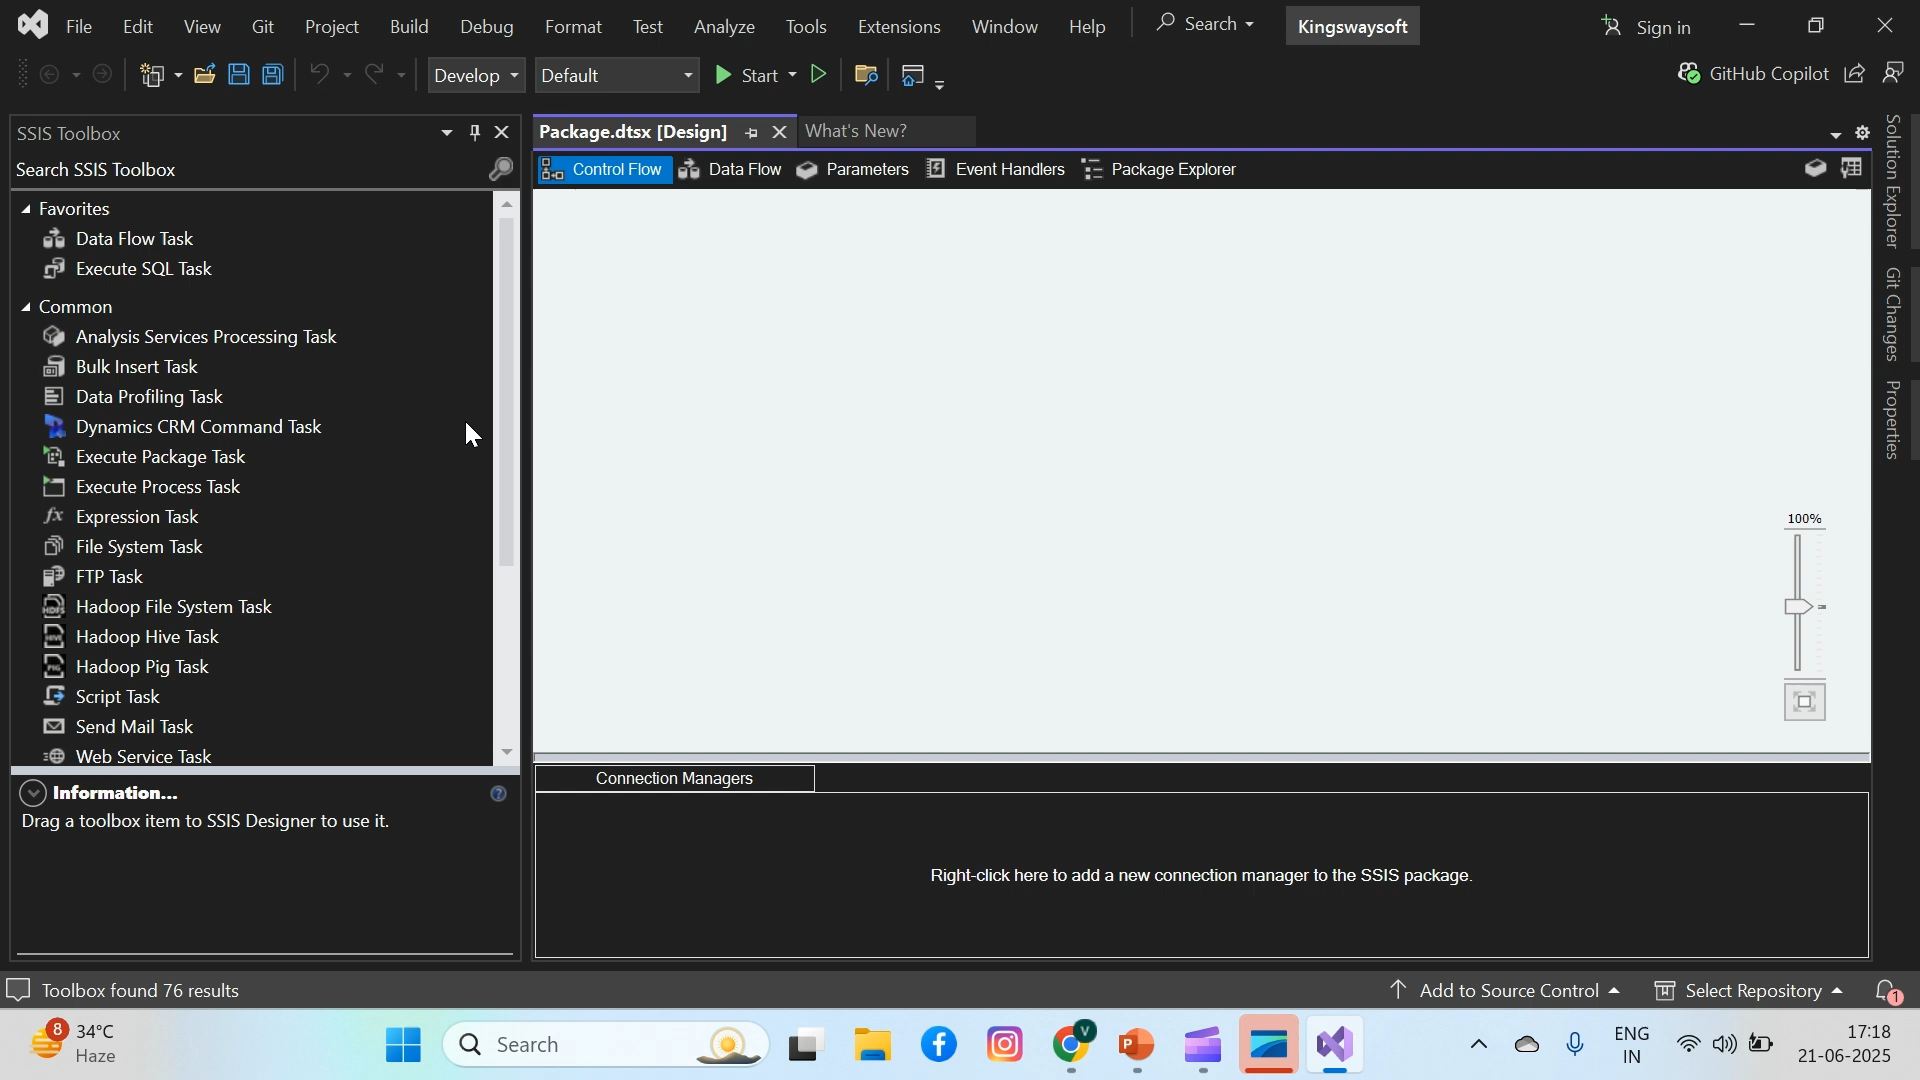 File Edit View Git Project Build Debug Format Test Analyze Tools Extensions Window Help Search Kingswaysoft Sign in
Develop Default Start GitHub Copilot
SSIS Toolbox
Search SSIS Toolbox
Favorites
Data Flow Task
Execute SQL Task
Common
Analysis Services Processing Task
Bulk Insert Task
Data Profiling Task
Dynamics CRM Command Task
Execute Package Task
Execute Process Task
Expression Task
File System Task
FTP Task
Hadoop File System Task
Hadoop Hive Task
Hadoop Pig Task
Script Task
Send Mail Task
Web Service Task
Information...
Drag a toolbox item to SSIS Designer to use it.
Package.dtsx [Design] What's New?
Control Flow Data Flow Parameters Event Handlers Package Explorer
100%
Connection Managers
Right-click here to add a new connection manager to the SSIS package.
Solution Explorer
Git Changes
Properties
Toolbox found 76 results Add to Source Control Select Repository 1
8 34°C
Haze
Search
V
P
ENG
IN
17:18
21-06-2025